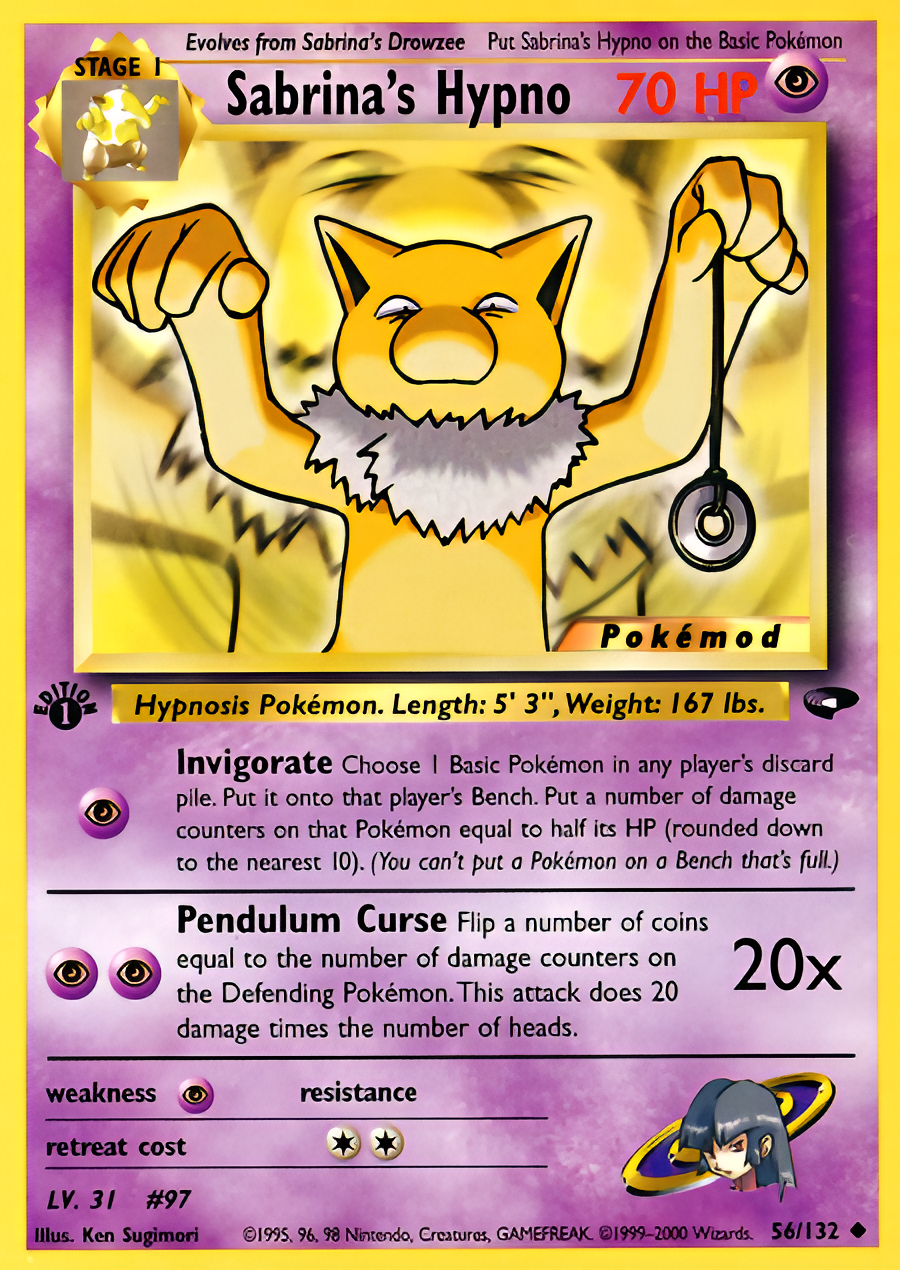 Evolves from Sabrina's Drowzee Put Sabrina's Hypno on the Basic Pokémon
STAGE 1
Sabrina's Hypno 70 HP
Pokémod
EDITION
1
Hypnosis Pokémon. Length: 5' 3", Weight: 167 lbs.
Invigorate Choose 1 Basic Pokémon in any player's discard
pile. Put it onto that player's Bench. Put a number of damage
counters on that Pokémon equal to half its HP (rounded down
to the nearest 10). (You can't put a Pokémon on a Bench that's full.)
Pendulum Curse Flip a number of coins
equal to the number of damage counters on
the Defending Pokémon. This attack does 20
damage times the number of heads.
20x
weakness resistance
retreat cost
LV. 31 #97
Illus. Ken Sugimori ©1995, 96, 98 Nintendo, Creatures, GAMEFREAK. ©1999–2000 Wizards. 56/132